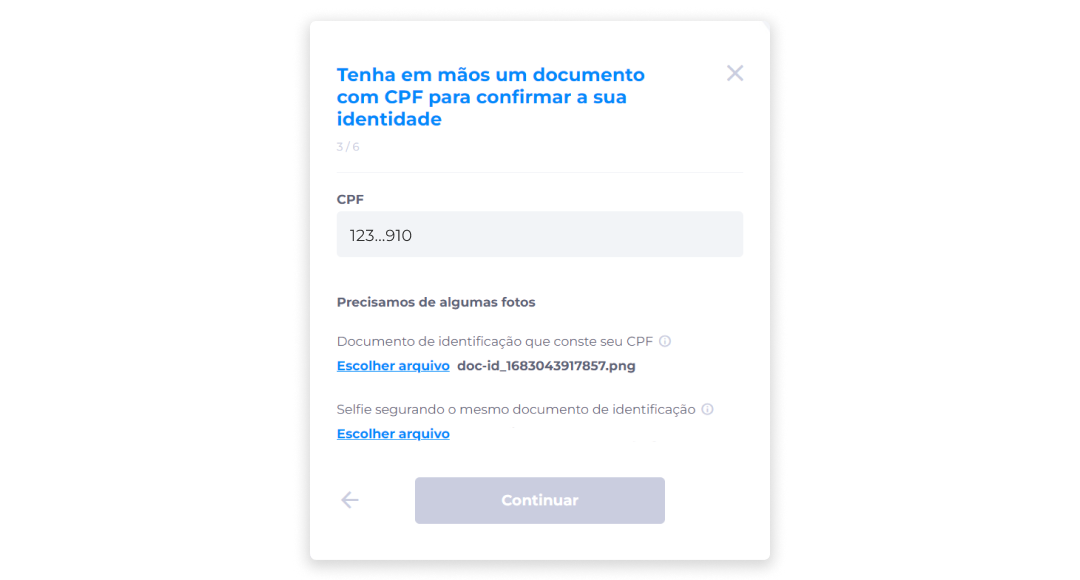 Tenha em mãos um documento
com CPF para confirmar a sua
identidade
3 / 6
CPF
123...910
Precisamos de algumas fotos
Documento de identificação que conste seu CPF
Escolher arquivo doc-id_1683043917857.png
Selfie segurando o mesmo documento de identificação
Escolher arquivo
Continuar